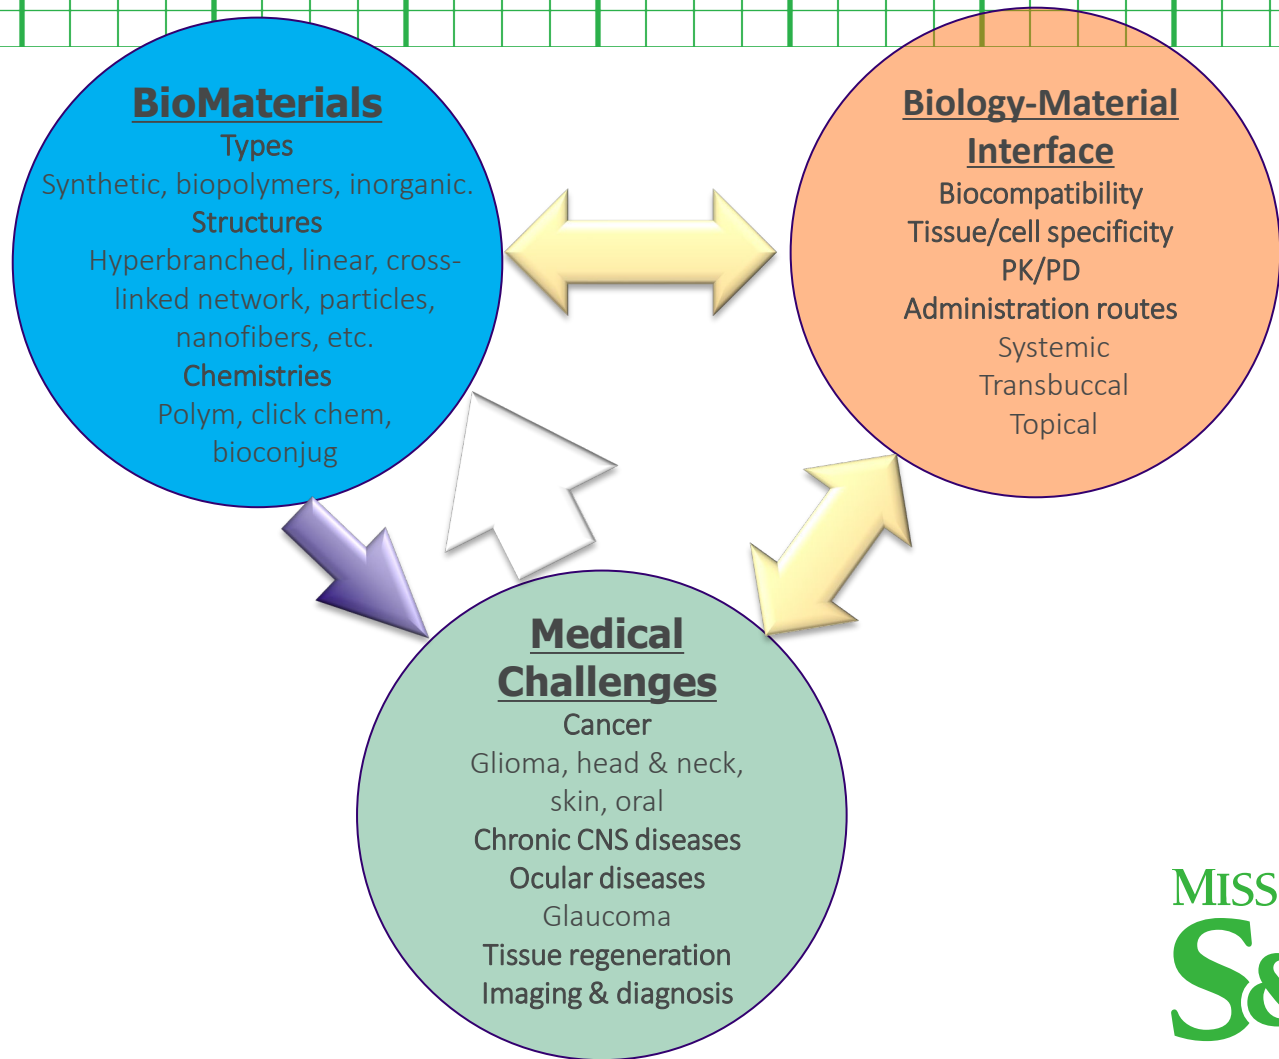 BioMaterials
Types
Synthetic, biopolymers, inorganic.
Structures
Hyperbranched, linear, cross-
linked network, particles,
nanofibers, etc.
Chemistries
Polym, click chem,
bioconjug
Biology-Material
Interface
Biocompatibility
Tissue/cell specificity
PK/PD
Administration routes
Systemic
Transbuccal
Topical
Medical
Challenges
Cancer
Glioma, head & neck,
skin, oral
Chronic CNS diseases
Ocular diseases
Glaucoma
Tissue regeneration
Imaging & diagnosis
MISS
S&